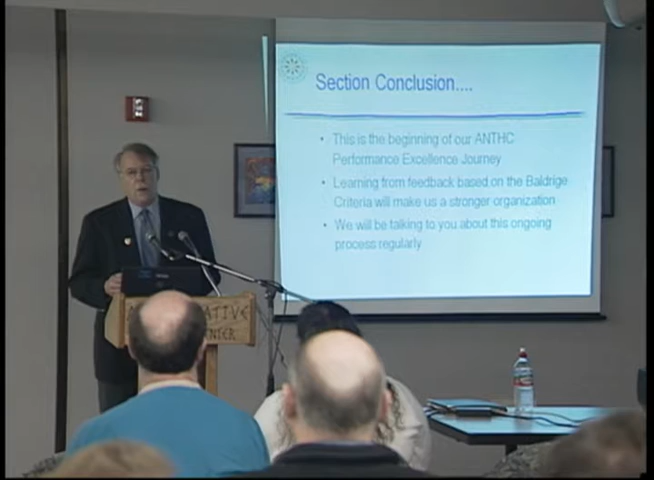 Section Conclusion....
• This is the beginning of our ANTHC
Performance Excellence Journey
• Learning from feedback based on the Baldrige
Criteria will make us a stronger organization
• We will be talking to you about this ongoing
process regularly